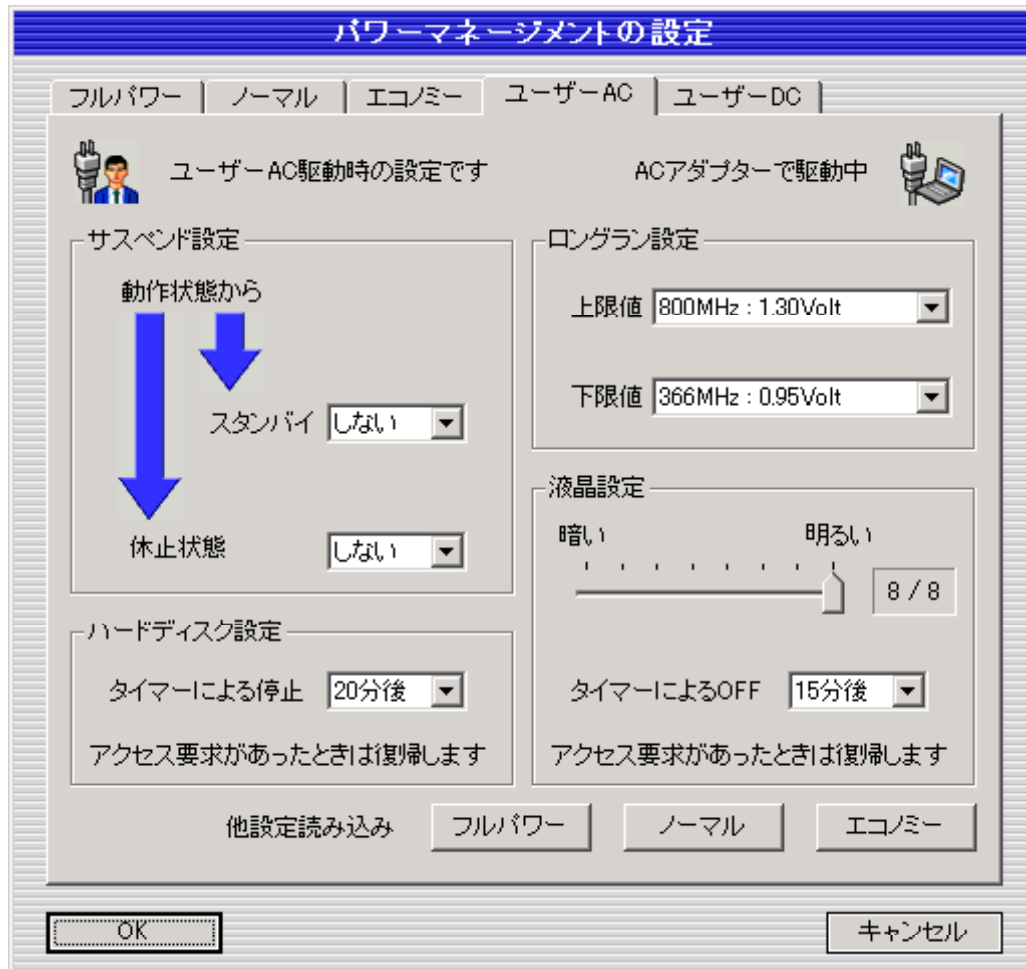 パワーマネージメントの設定
フルパワー
ノーマル
エコノミー
ユーザーAC
ユーザーDC
ユーザーAC駆動時の設定です
ACアダプターで駆動中
サスペンド設定
動作状態から
スタンバイ しない
休止状態 しない
ロングラン設定
上限値 800MHz : 1.30Volt
下限値 366MHz : 0.95Volt
液晶設定
暗い 明るい
8 / 8
タイマーによるOFF 15分後
アクセス要求があったときは復帰します
ハードディスク設定
タイマーによる停止 20分後
アクセス要求があったときは復帰します
他設定読み込み フルパワー ノーマル エコノミー
OK キャンセル